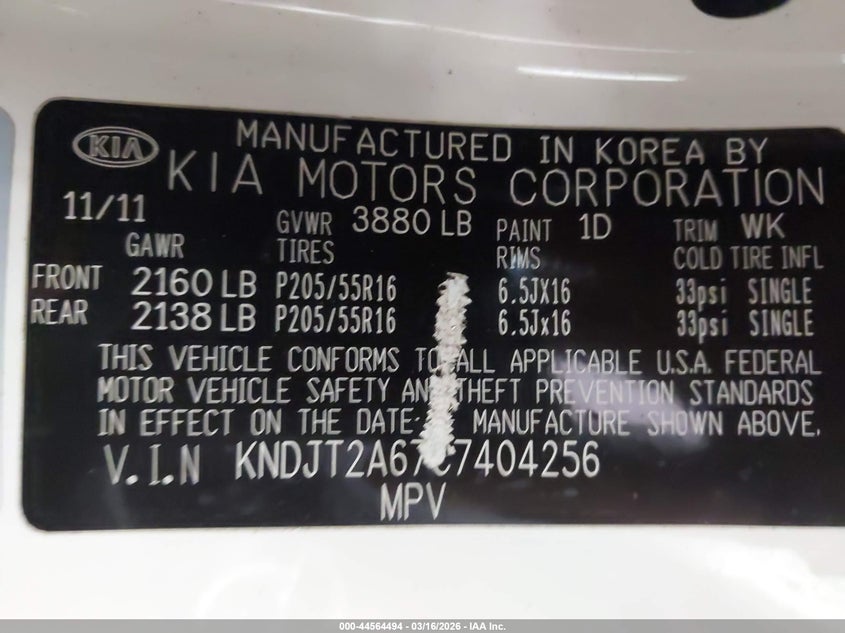 KIA
MANUFACTURED IN KOREA BY
KIA MOTORS CORPORATION
11/11 GVWR 3880 LB PAINT 1D TRIM WK
GAWR TIRES RIMS COLD TIRE INFL
FRONT 2160 LB P205/55R16 6.5JX16 33psi SINGLE
REAR 2138 LB P205/55R16 6.5Jx16 33psi SINGLE
THIS VEHICLE CONFORMS TO ALL APPLICABLE U.S.A. FEDERAL
MOTOR VEHICLE SAFETY AND THEFT PREVENTION STANDARDS
IN EFFECT ON THE DATE MANUFACTURE SHOWN ABOVE.
V.I.N KNDJT2A67C7404256
MPV
000-44564494 - 03/16/2026 - IAA Inc.